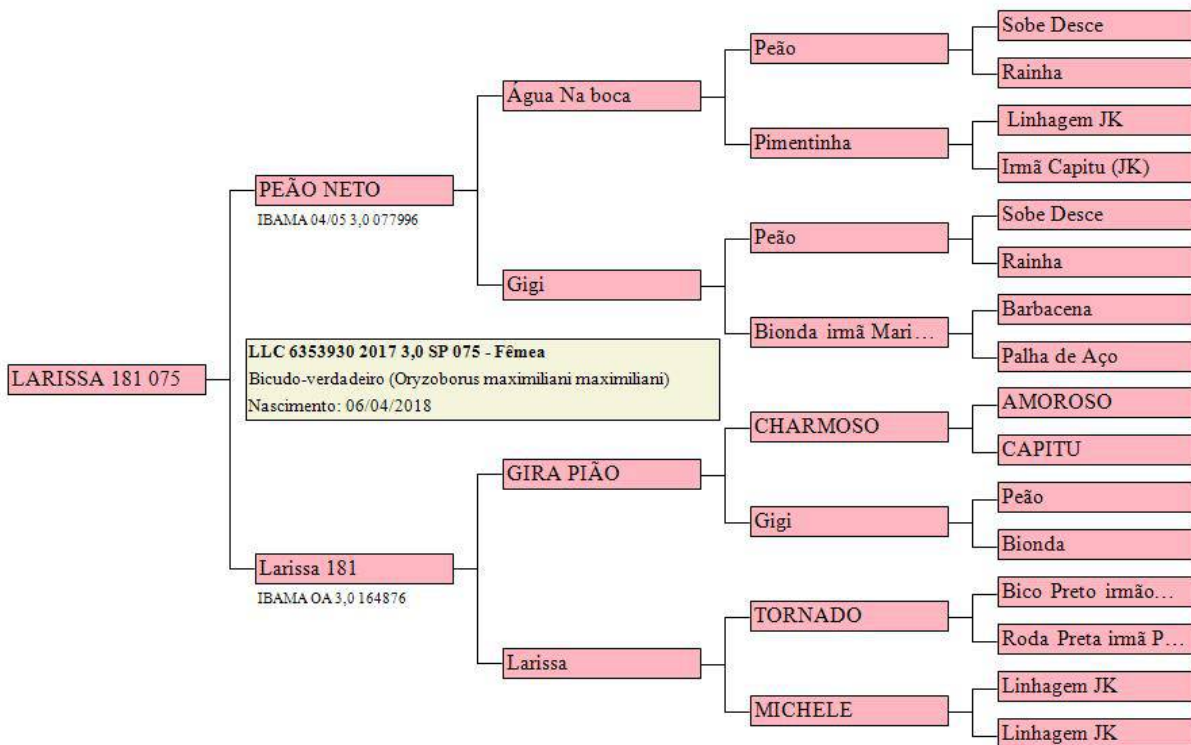 Sobe Desce
Peão
Rainha
Água Na boca
Linhagem JK
Pimentinha
Irmã Capitu (JK)
PEÃO NETO
IBAMA 04/05 3,0 077996
Sobe Desce
Peão
Rainha
Gigi
Barbacena
Bionda irmã Mari...
Palha de Aço
LARISSA 181 075
LLC 6353930 2017 3,0 SP 075 - Fêmea
Bicudo-verdadeiro (Oryzoborus maximiliani maximiliani)
Nascimento: 06/04/2018
AMOROSO
CHARMOSO
CAPITU
GIRA PIÃO
Peão
Gigi
Bionda
Larissa 181
IBAMA OA 3,0 164876
Bico Preto irmão...
TORNADO
Roda Preta irmã P...
Larissa
Linhagem JK
MICHELE
Linhagem JK